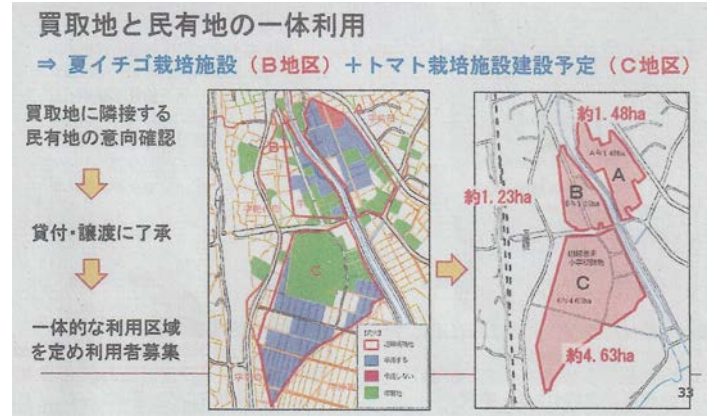 買取地と民有地の一体利用
⇒ 夏イチゴ栽培施設（B地区）＋トマト栽培施設建設予定（C地区）
買取地に隣接する
民有地の意向確認
貸付・譲渡に了承
一体的な利用区域
を定め利用者募集
A
B
C
約1.48ha
A
B
約1.23ha
C
約4.63ha
33